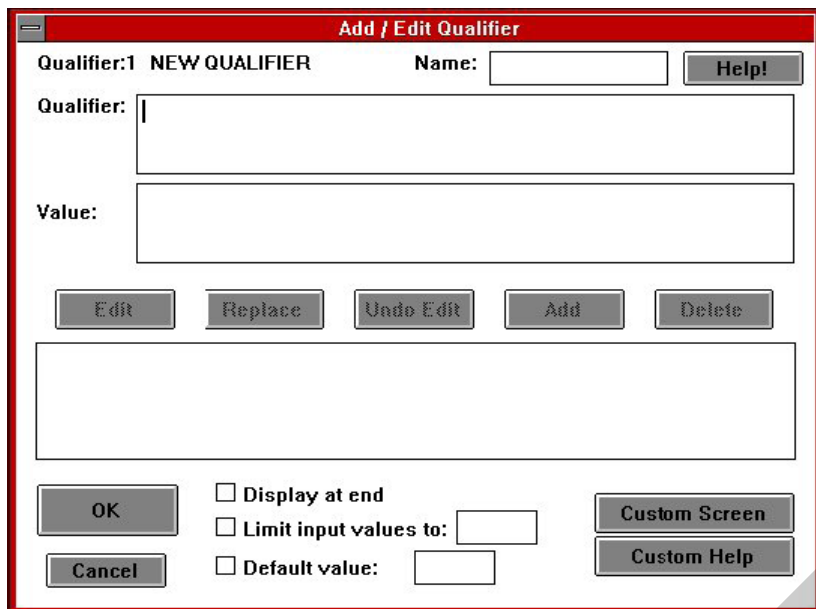 Add / Edit Qualifier
Qualifier:1 NEW QUALIFIER Name: Help!
Qualifier:
Value:
Edit Replace Undo Edit Add Delete
OK
Display at end
Limit input values to:
Custom Screen
Cancel
Default value:
Custom Help